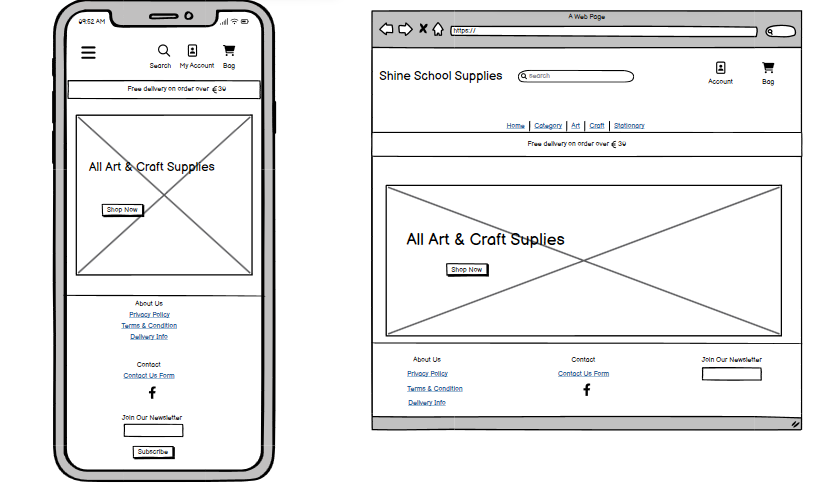 09:52 AM
Search My Account Bag
Free delivery on order over €30
All Art & Craft Supplies
Shop Now
About Us
Privacy Policy
Terms & Condition
Delivery Info
Contact
Contact Us Form
Join Our Newsletter
Subscribe
A Web Page
https://
Shine School Supplies
search
Account Bag
Home Category Art Craft Stationary
Free delivery on order over € 30
All Art & Craft Suplies
Shop Now
About Us Contact Join Our Newsletter
Privacy Policy Contact Us Form
Terms & Condition
Delivery Info